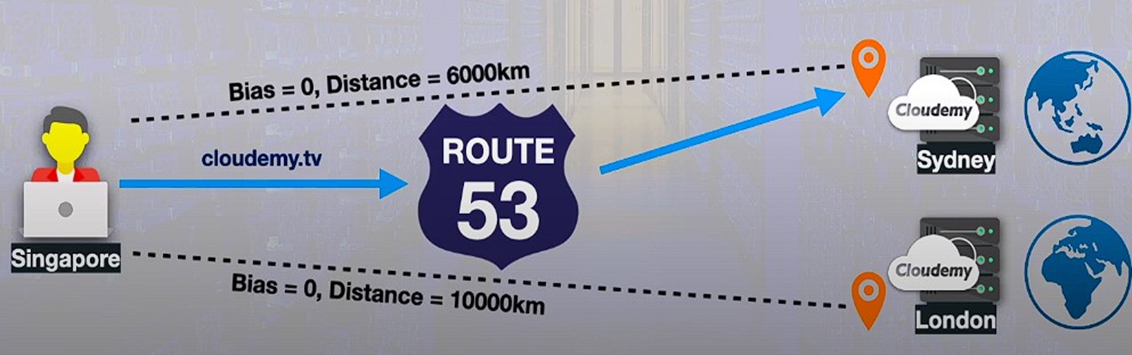 Bias = 0, Distance = 6000km
Cloudemy
Sydney
cloudemy.tv
ROUTE
53
Singapore
Bias = 0, Distance = 10000km
Cloudemy
London